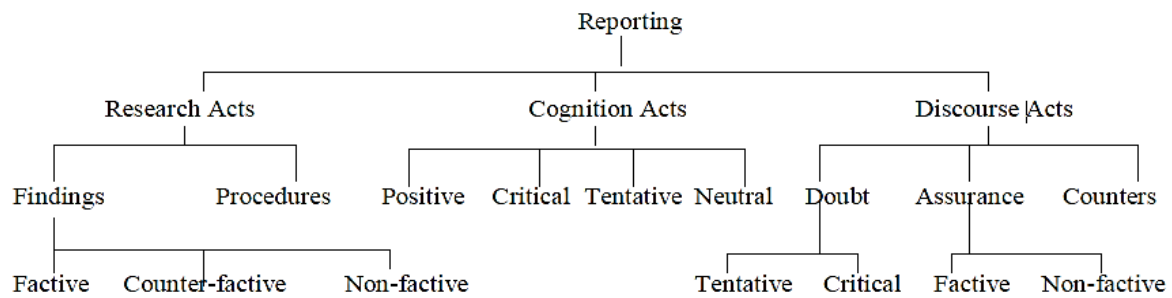 Reporting
Research Acts Cognition Acts Discourse Acts
Findings Procedures Positive Critical Tentative Neutral Doubt Assurance Counters
Factive Counter-factive Non-factive Tentative Critical Factive Non-factive